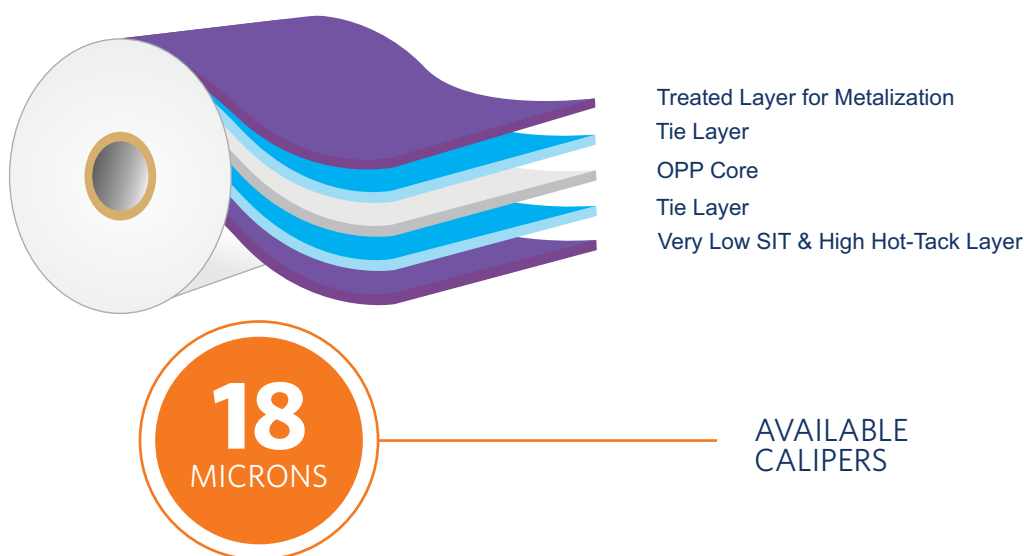 Treated Layer for Metalization
Tie Layer
OPP Core
Tie Layer
Very Low SIT & High Hot-Tack Layer
18
MICRONS
AVAILABLE
CALIPERS